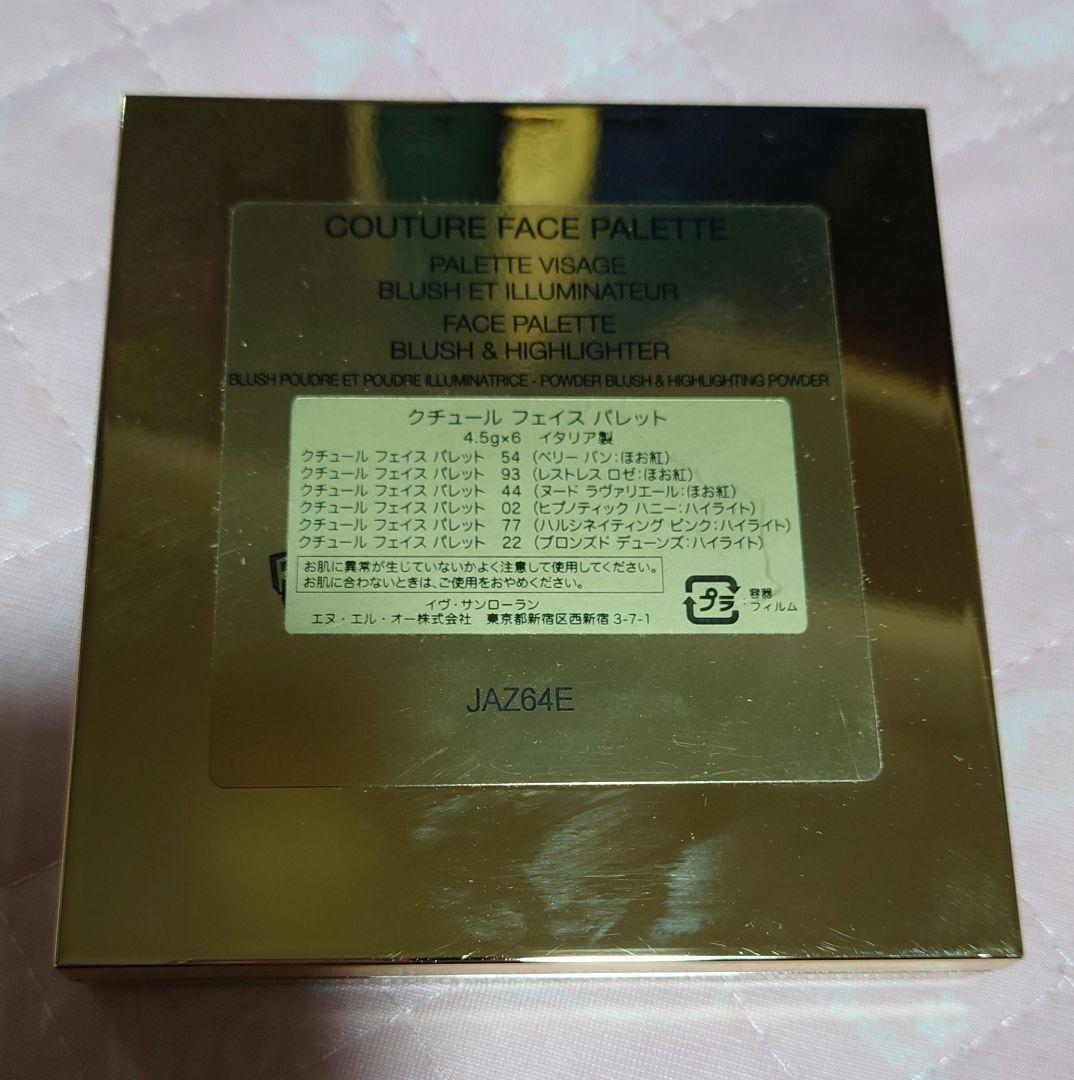 COUTURE FACE PALETTE
PALETTE VISAGE
BLUSH ET ILLUMINATEUR
FACE PALETTE
BLUSH & HIGHLIGHTER
BLUSH POUDRE ET POUDRE ILLUMINATRICE - POWDER BLUSH & HIGHLIGHTING POWDER
クチュール フェイス パレット
4.5g×6 イタリア製
クチュール フェイス パレット 54 (ベリー バン:ほお紅)
クチュール フェイス パレット 93 (レストレス ロゼ:ほお紅)
クチュール フェイス パレット 44 (ヌード ラヴァリエール:ほお紅)
クチュール フェイス パレット 02 (ヒプノティック ハニー:ハイライト)
クチュール フェイス パレット 77 (ハルシネイティング ピンク:ハイライト)
クチュール フェイス パレット 22 (ブロンズド デューンズ:ハイライト)
お肌に異常が生じていないかよく注意して使用してください。
お肌に合わないときは、ご使用をおやめください。
プラ
:容器
:フィルム
イヴ・サンローラン
エヌ・エル・オー株式会社 東京都新宿区西新宿3-7-1
JAZ64E